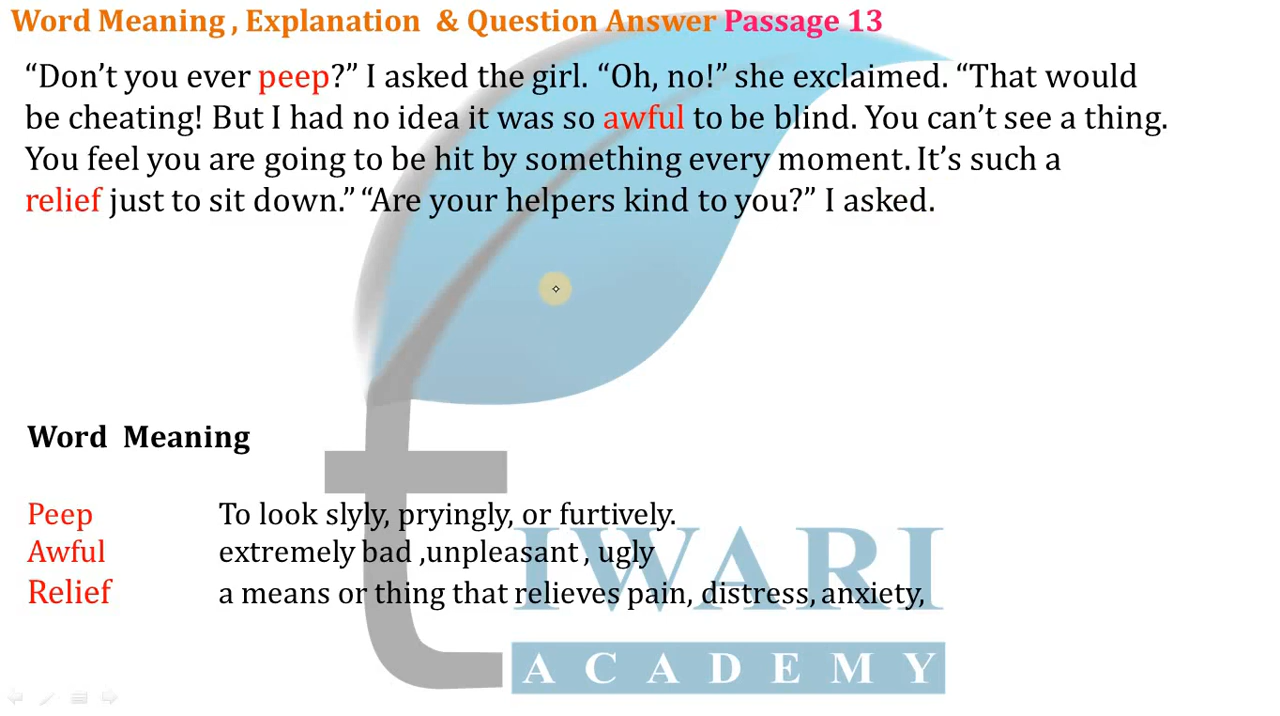 Word Meaning , Explanation & Question Answer Passage 13
“Don’t you ever peep?” I asked the girl. “Oh, no!” she exclaimed. “That would
be cheating! But I had no idea it was so awful to be blind. You can’t see a thing.
You feel you are going to be hit by something every moment. It’s such a
relief just to sit down.” “Are your helpers kind to you?” I asked.
Word Meaning
Peep To look slyly, pryingly, or furtively.
Awful extremely bad ,unpleasant , ugly
Relief a means or thing that relieves pain, distress, anxiety,
tIWARI
ACADEMY